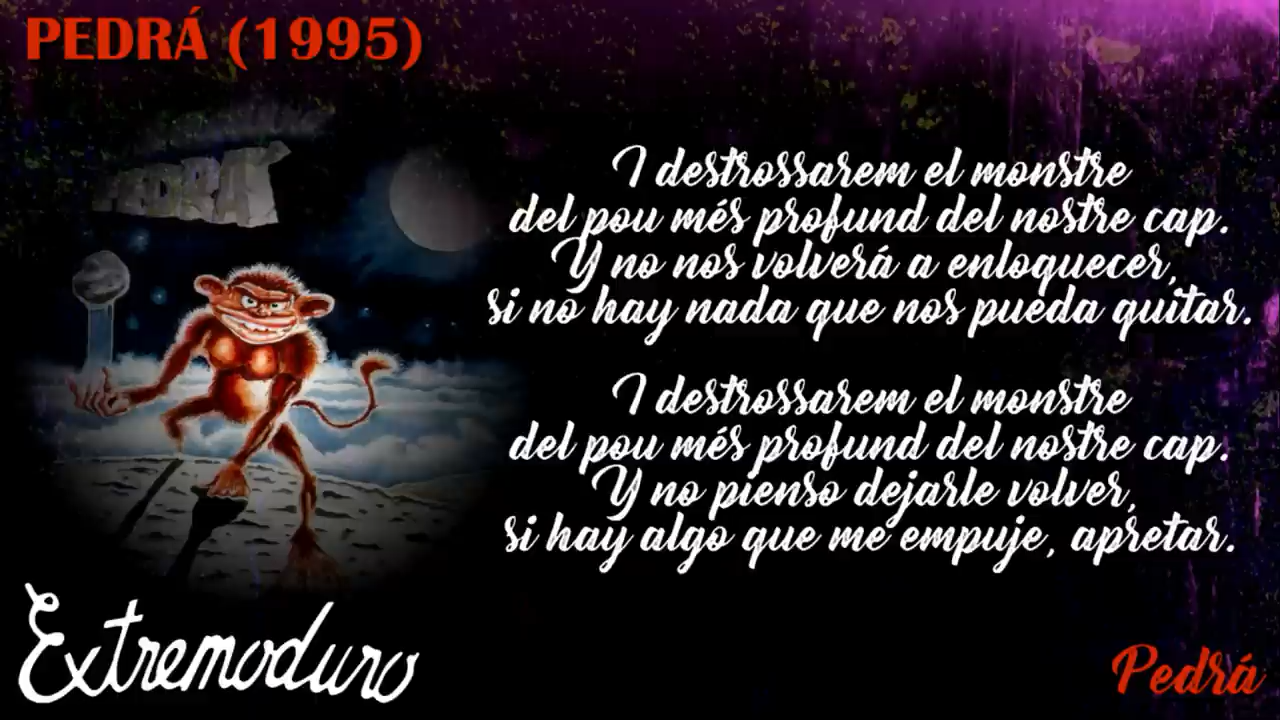 PEDRÁ (1995)
PEDRÁ
I destrossarem el monstre
del pou més profund del nostre cap.
Y no nos volverá a enloquecer,
si no hay nada que nos pueda quitar.
I destrossarem el monstre
del pou més profund del nostre cap.
Y no pienso dejarle volver,
si hay algo que me empuje, apretar.
Extremoduro
Pedrá